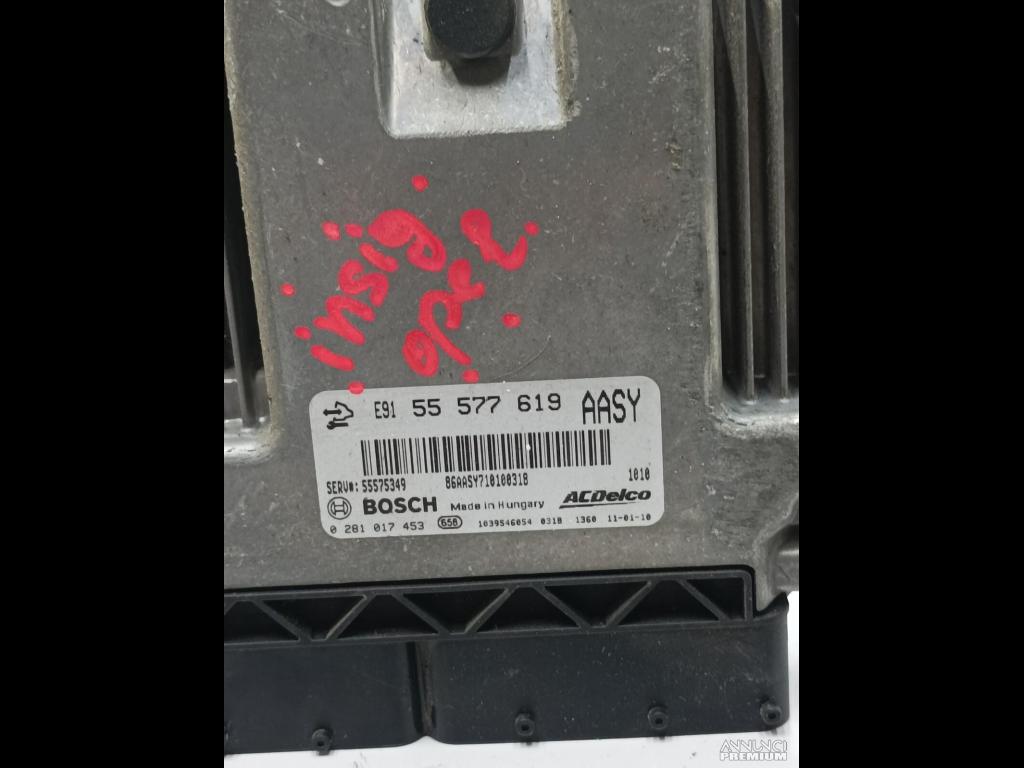 insig
opel
E91 55 577 619 AASY
SERV#: 55575349 86AASY710100318 1010
BOSCH Made in Hungary ACDelco
0 281 017 453 658 1039S46054 0318 1360 11-01-10
ANNUNCI
PREMIUM